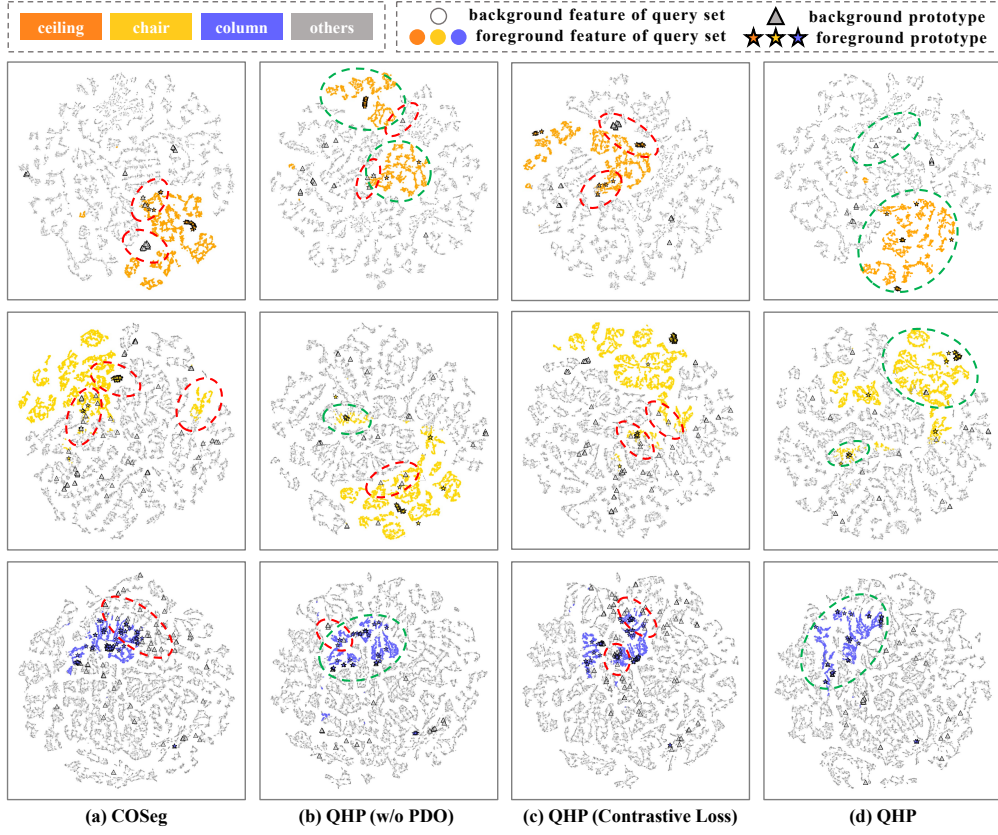 ceiling chair column others
background feature of query set background prototype
foreground feature of query set foreground prototype
(a) COSeg (b) QHP (w/o PDO) (c) QHP (Contrastive Loss) (d) QHP